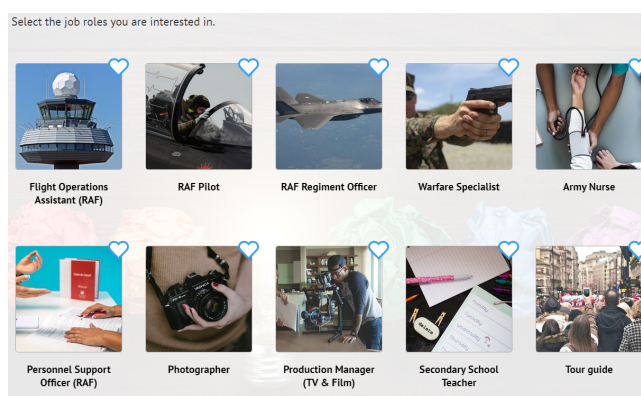 Select the job roles you are interested in.
Flight Operations
Assistant (RAF)
RAF Pilot
RAF Regiment Officer
Warfare Specialist
Army Nurse
Personnel Support
Officer (RAF)
Photographer
Production Manager
(TV & Film)
Secondary School
Teacher
Tour guide